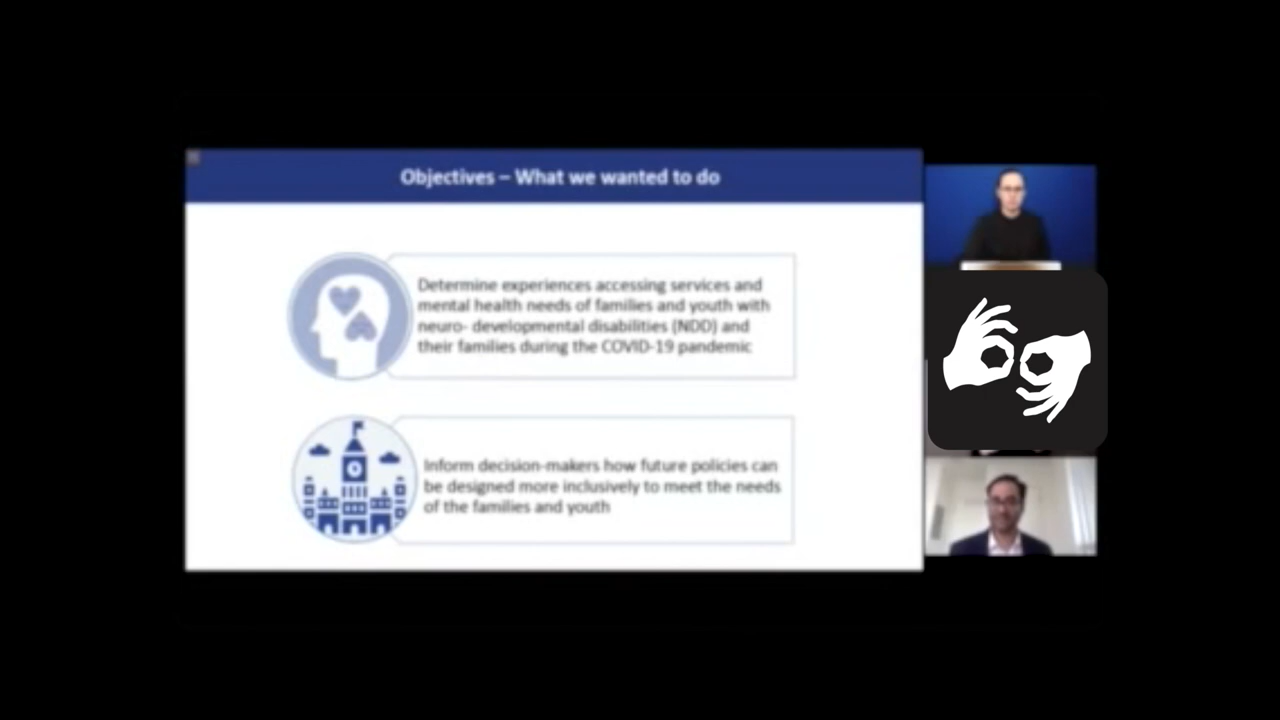 Objectives – What we wanted to do
Determine experiences accessing services and
mental health needs of families and youth with
neuro- developmental disabilities (NDD) and
their families during the COVID-19 pandemic
Inform decision-makers how future policies can
be designed more inclusively to meet the needs
of the families and youth